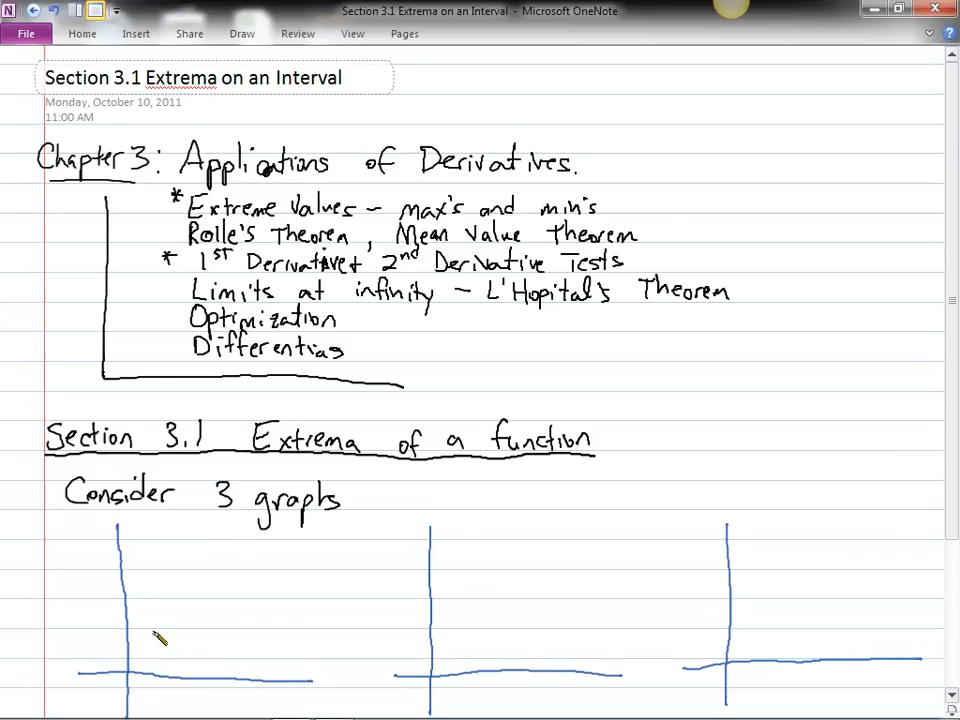 Section 3.1 Extrema on an Interval - Microsoft OneNote
File Home Insert Share Draw Review View Pages
Section 3.1 Extrema on an Interval
Monday, October 10, 2011
11:00 AM
Chapter 3: Applications of Derivatives.
* Extreme Values - max's and min's
Rolle's Theorem, Mean Value Theorem
* 1st Derivative + 2nd Derivative Tests
Limits at infinity - L'Hopital's Theorem
Optimization
Differentials
Section 3.1 Extrema of a function
Consider 3 graphs